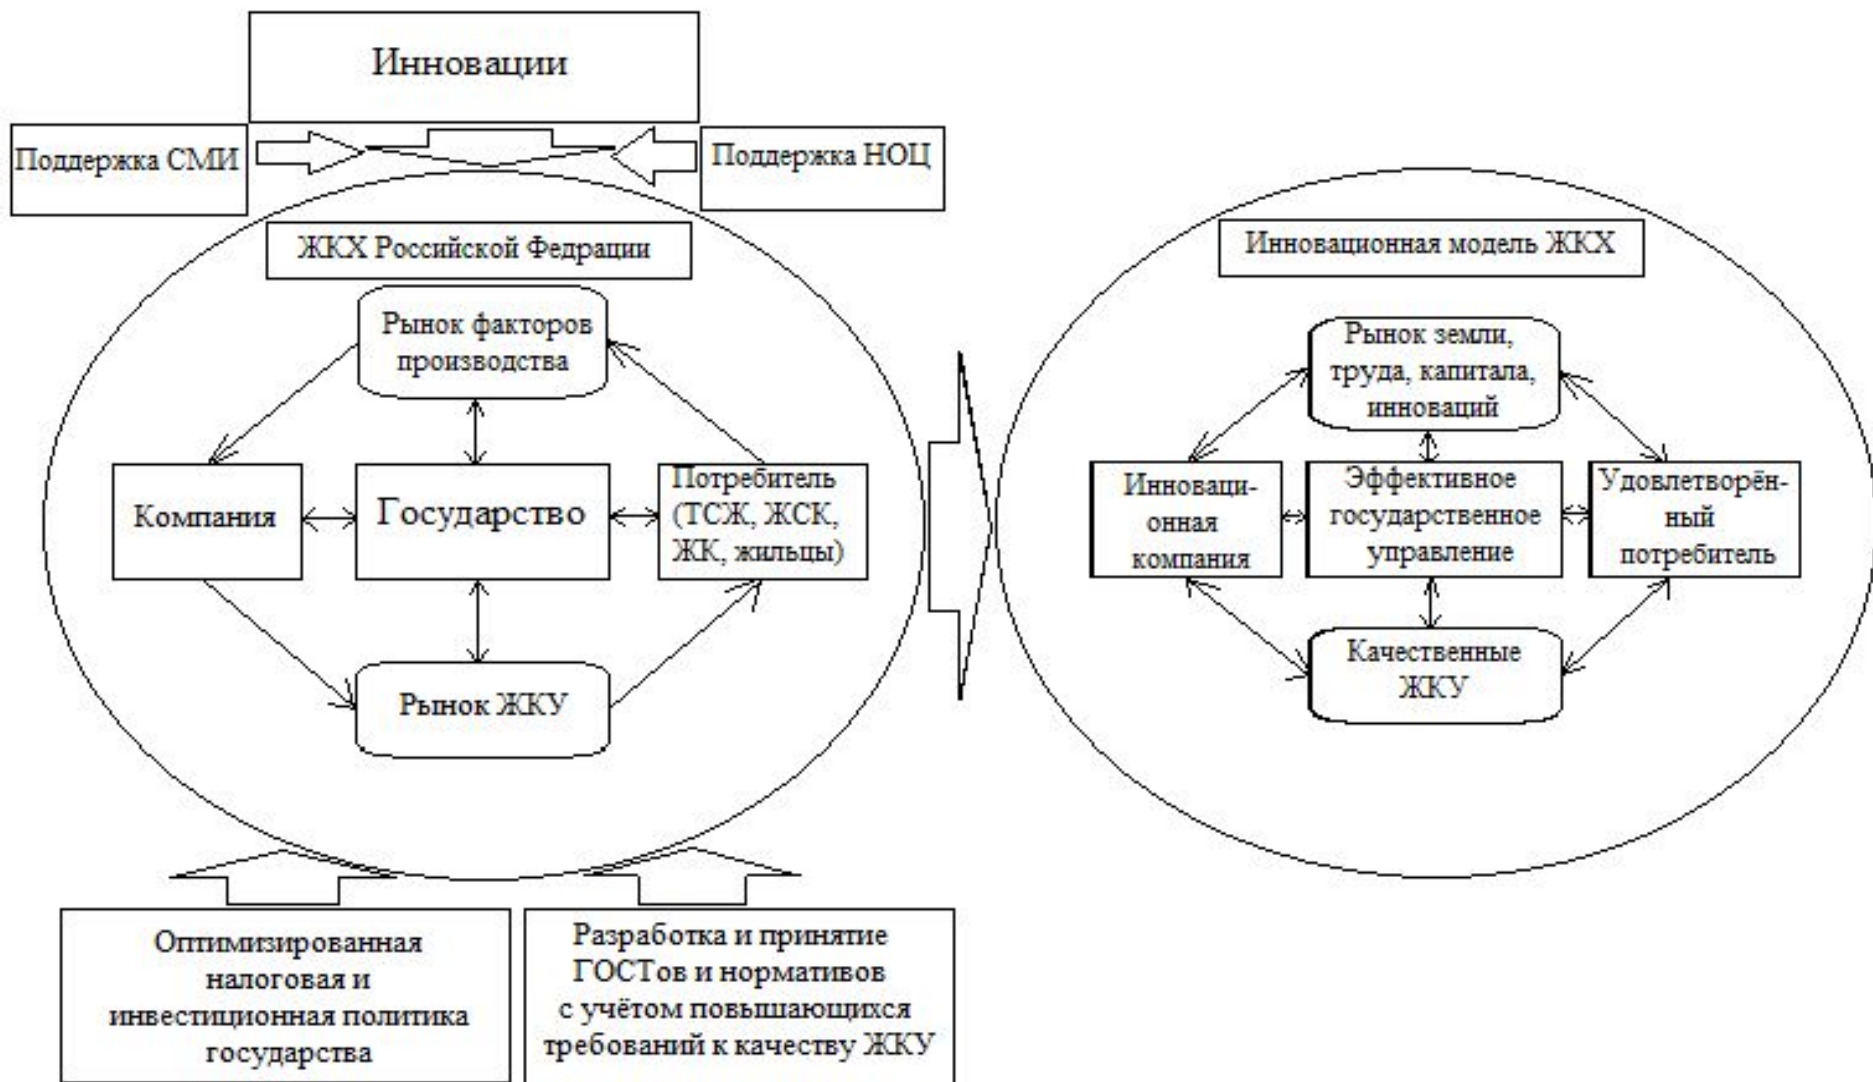 Инновации
Поддержка СМИ
Поддержка НОЦ
ЖКХ Российской Федрации
Рынок факторов
производства
Компания
Государство
Потребитель
(ТСЖ, ЖСК,
ЖК, жильцы)
Рынок ЖКУ
Оптимизированная
налоговая и
инвестиционная политика
государства
Разработка и принятие
ГОСТов и нормативов
с учётом повышающихся
требований к качеству ЖКУ
Инновационная модель ЖКХ
Рынок земли,
труда, капитала,
инноваций
Инноваци-
онная
компания
Эффективное
государственное
управление
Удовлетворён-
ный
потребитель
Качественные
ЖКУ